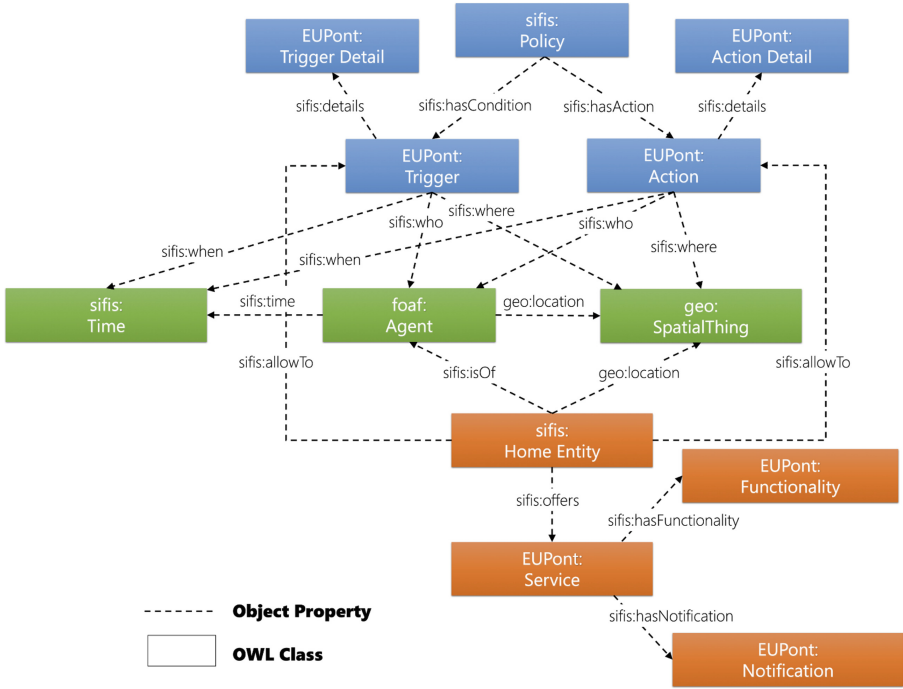 EUPont:
Trigger Detail
sifis:
Policy
EUPont:
Action Detail
sifis:details
sifis:hasCondition
sifis:hasAction
sifis:details
EUPont:
Trigger
EUPont:
Action
sifis:when
sifis:who
sifis:where
sifis:when
sifis:who
sifis:where
sifis:
Time
sifis:time
foaf:
Agent
geo:location
geo:
SpatialThing
sifis:allowTo
sifis:isOf
geo:location
sifis:allowTo
sifis:
Home Entity
sifis:offers
EUPont:
Functionality
sifis:hasFunctionality
EUPont:
Service
sifis:hasNotification
EUPont:
Notification
Object Property
OWL Class